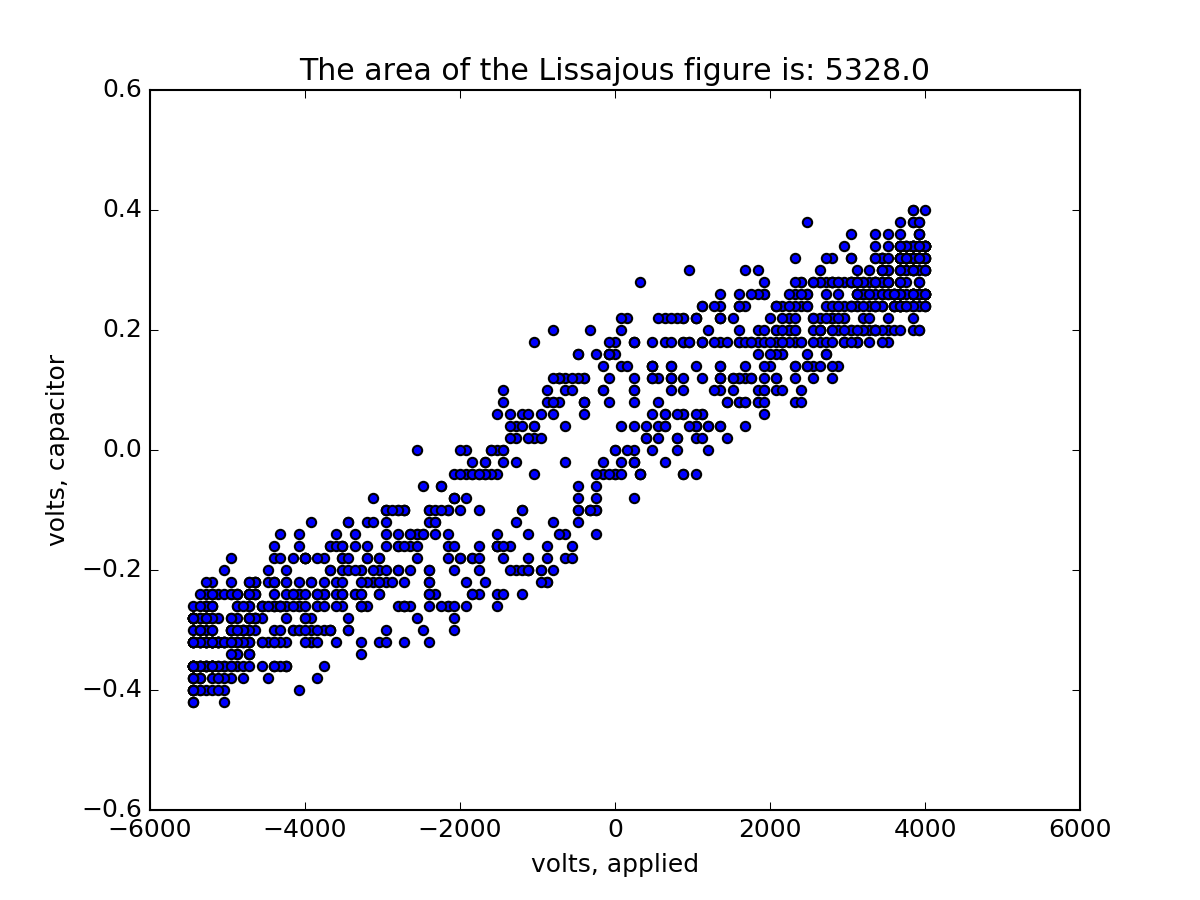 The area of the Lissajous figure is: 5328.0
0.6
0.4
0.2
0.0
−0.2
−0.4
−0.6
volts, capacitor
−6000 −4000 −2000 0 2000 4000 6000
volts, applied